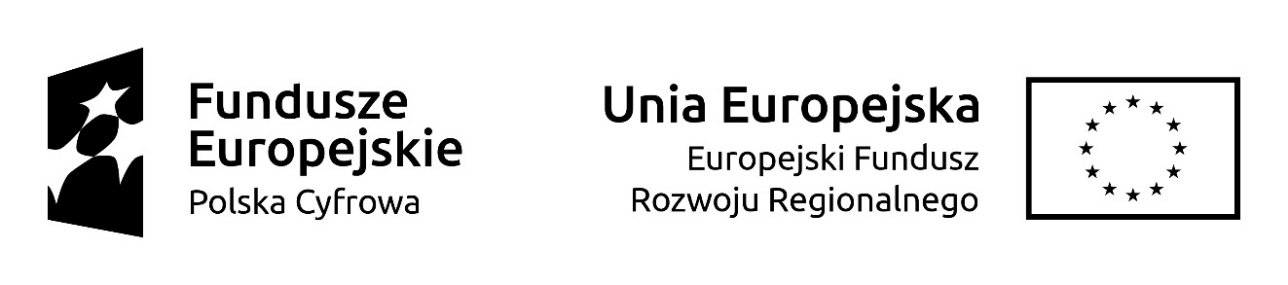 Fundusze
Europejskie
Polska Cyfrowa
Unia Europejska
Europejski Fundusz
Rozwoju Regionalnego